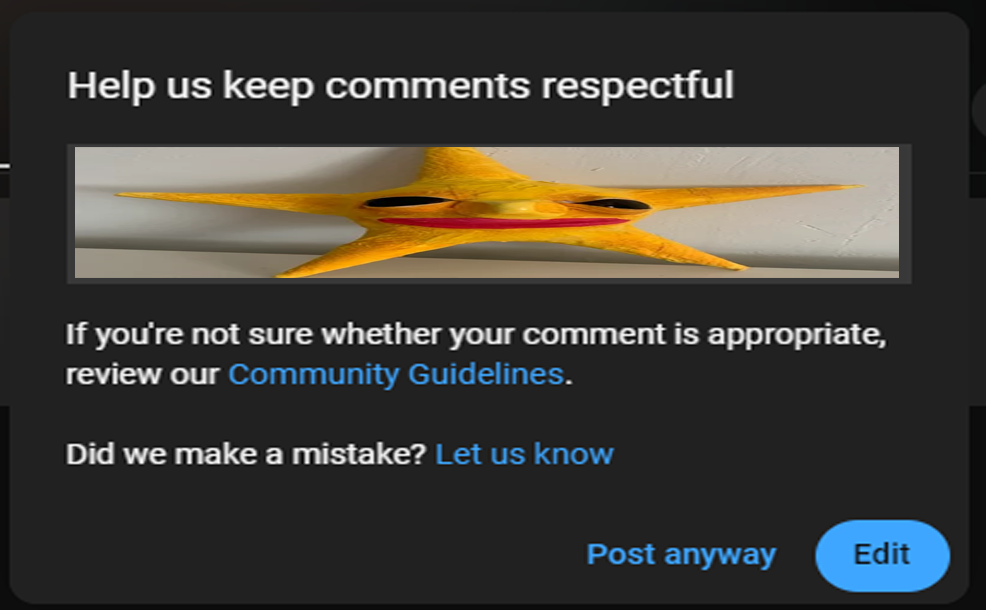 Help us keep comments respectful
If you're not sure whether your comment is appropriate,
review our Community Guidelines.
Did we make a mistake? Let us know
Post anyway
Edit